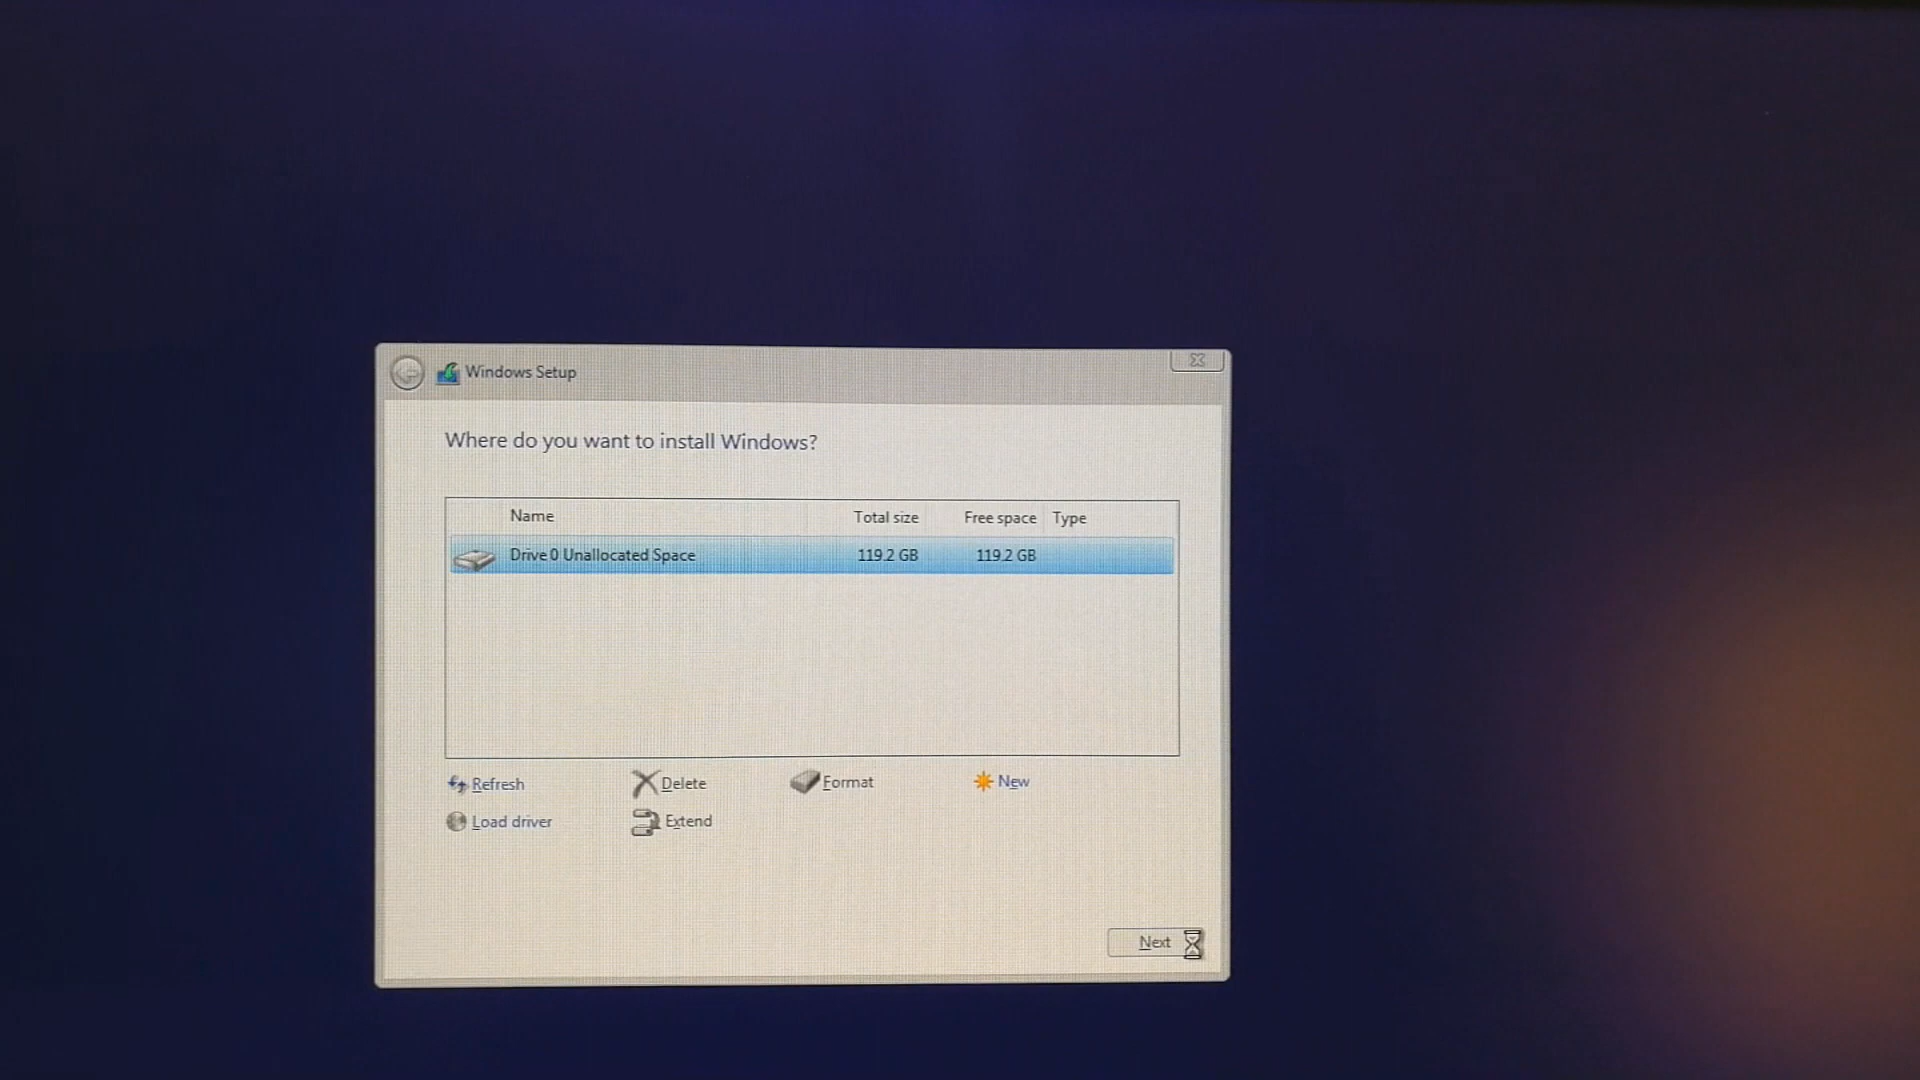 Windows Setup
Where do you want to install Windows?
Name Total size Free space Type
Drive 0 Unallocated Space 119.2 GB 119.2 GB
Refresh Delete Format New
Load driver Extend
Next